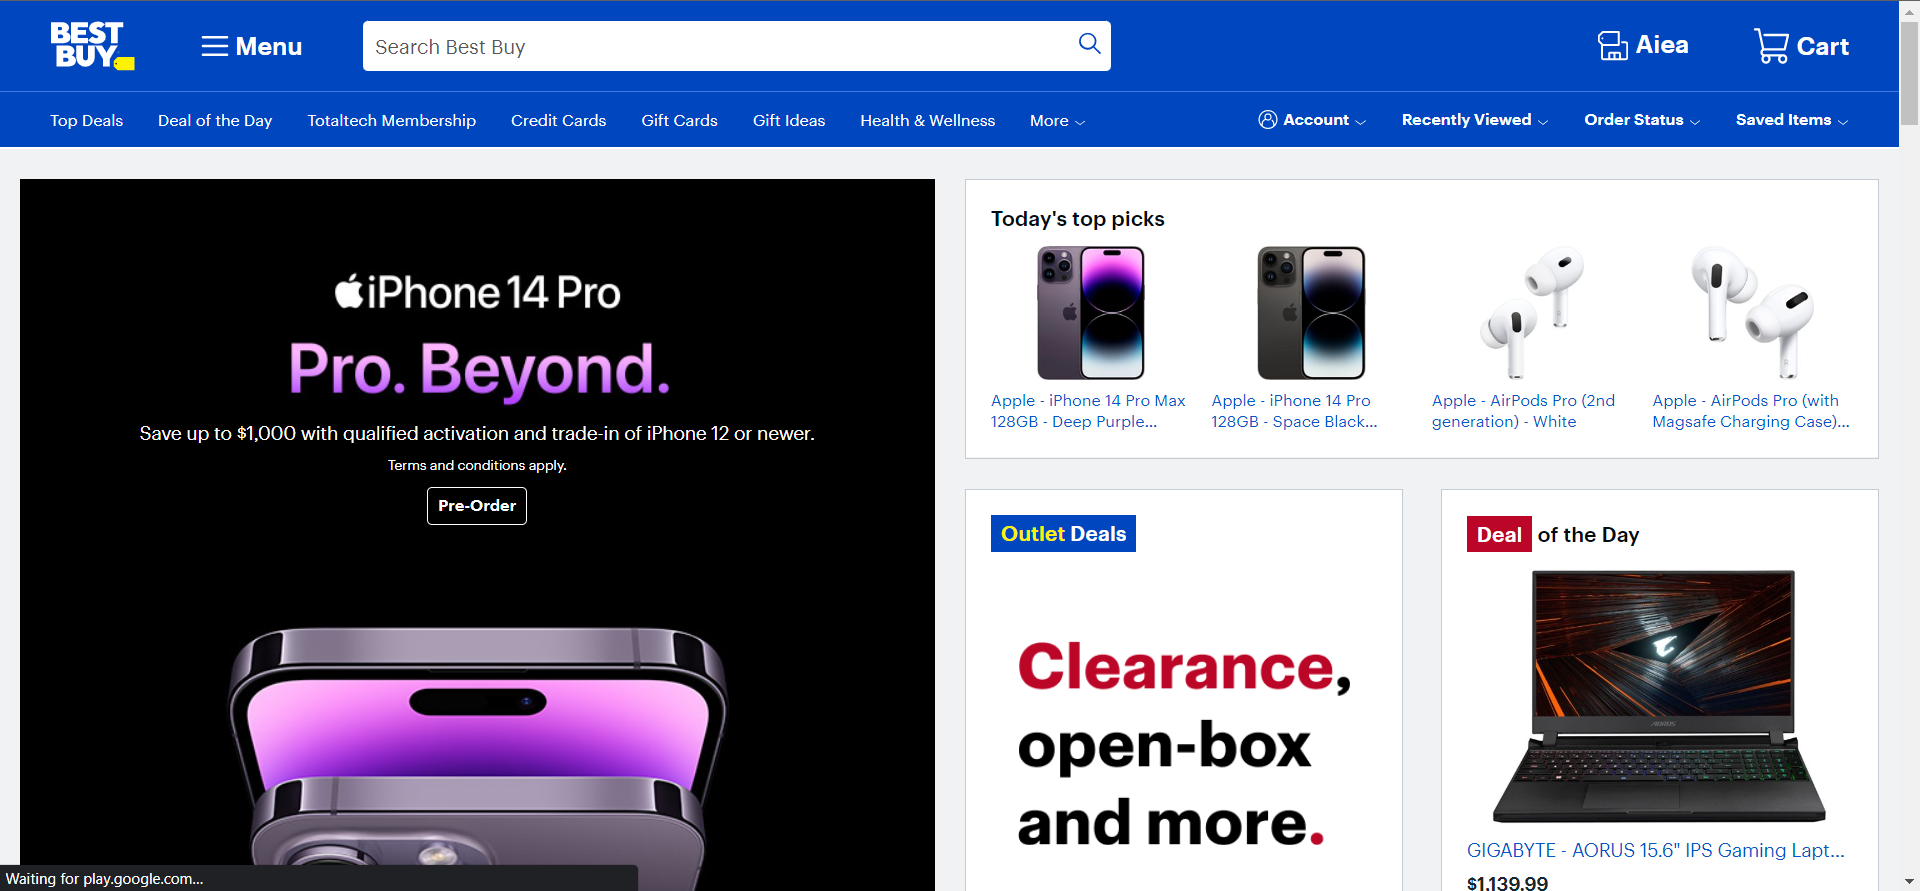 BEST
BUY
Menu
Search Best Buy
Aiea
Cart
Top Deals
Deal of the Day
Totaltech Membership
Credit Cards
Gift Cards
Gift Ideas
Health & Wellness
More
Account
Recently Viewed
Order Status
Saved Items
iPhone 14 Pro
Pro. Beyond.
Save up to $1,000 with qualified activation and trade-in of iPhone 12 or newer.
Terms and conditions apply.
Pre-Order
Today's top picks
Apple - iPhone 14 Pro Max
128GB - Deep Purple...
Apple - iPhone 14 Pro
128GB - Space Black...
Apple - AirPods Pro (2nd
generation) - White
Apple - AirPods Pro (with
Magsafe Charging Case)...
Outlet Deals
Clearance,
open-box
and more.
Deal of the Day
AORUS
GIGABYTE - AORUS 15.6" IPS Gaming Lapt...
$1,139.99
Waiting for play.google.com...